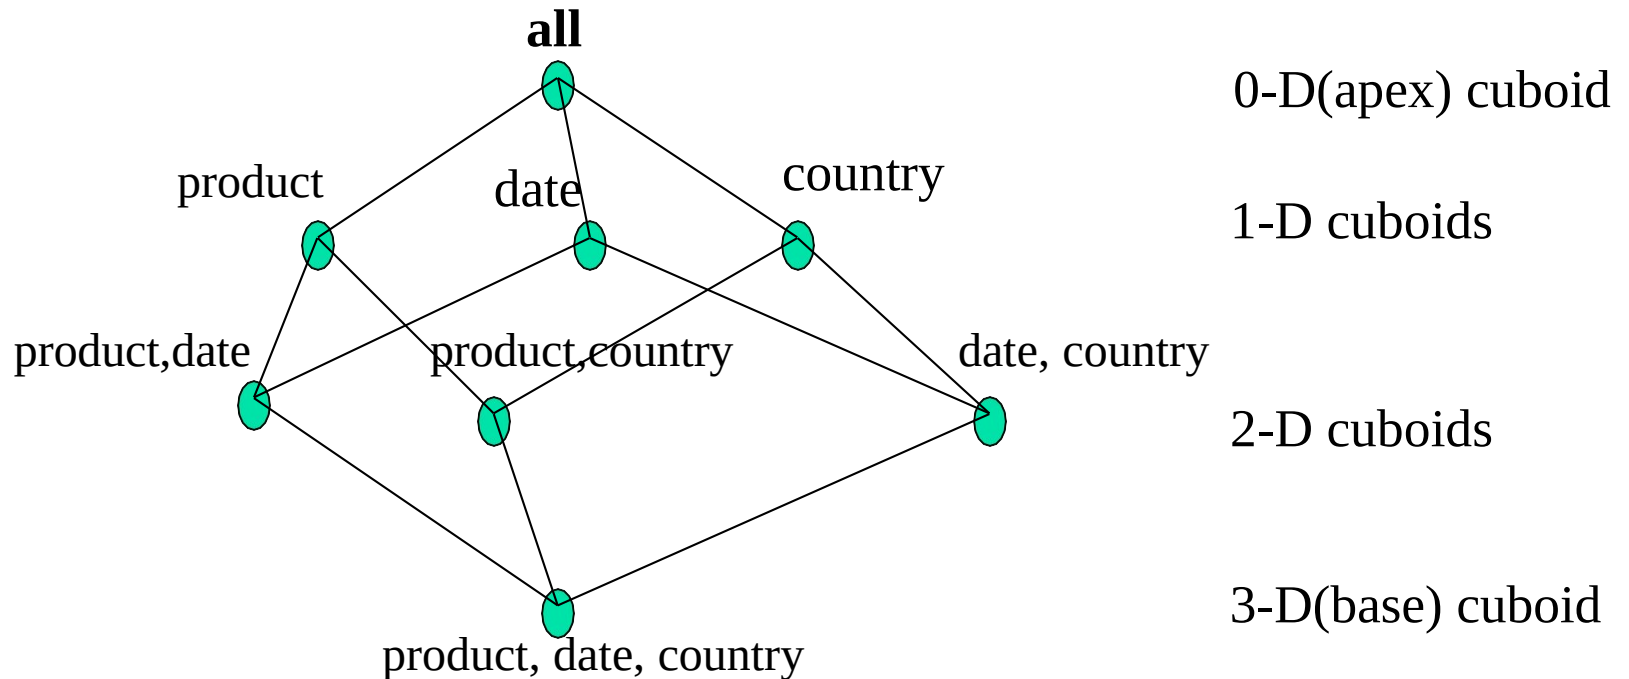 all
0-D(apex) cuboid
product
date
country
1-D cuboids
product,date
product,country
date, country
2-D cuboids
3-D(base) cuboid
product, date, country